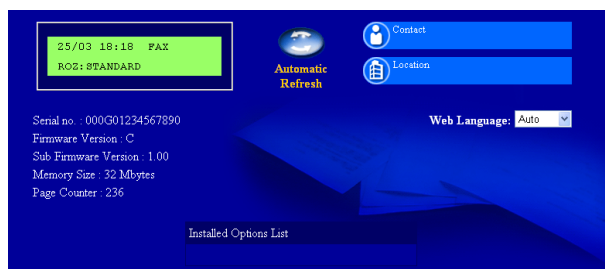 25/03 18:18 FAX
ROZ:STANDARD
Automatic
Refresh
Contact
Location
Serial no. : 000G01234567890
Firmware Version : C
Sub Firmware Version : 1.00
Memory Size : 32 Mbytes
Page Counter : 236
Web Language: Auto
Installed Options List